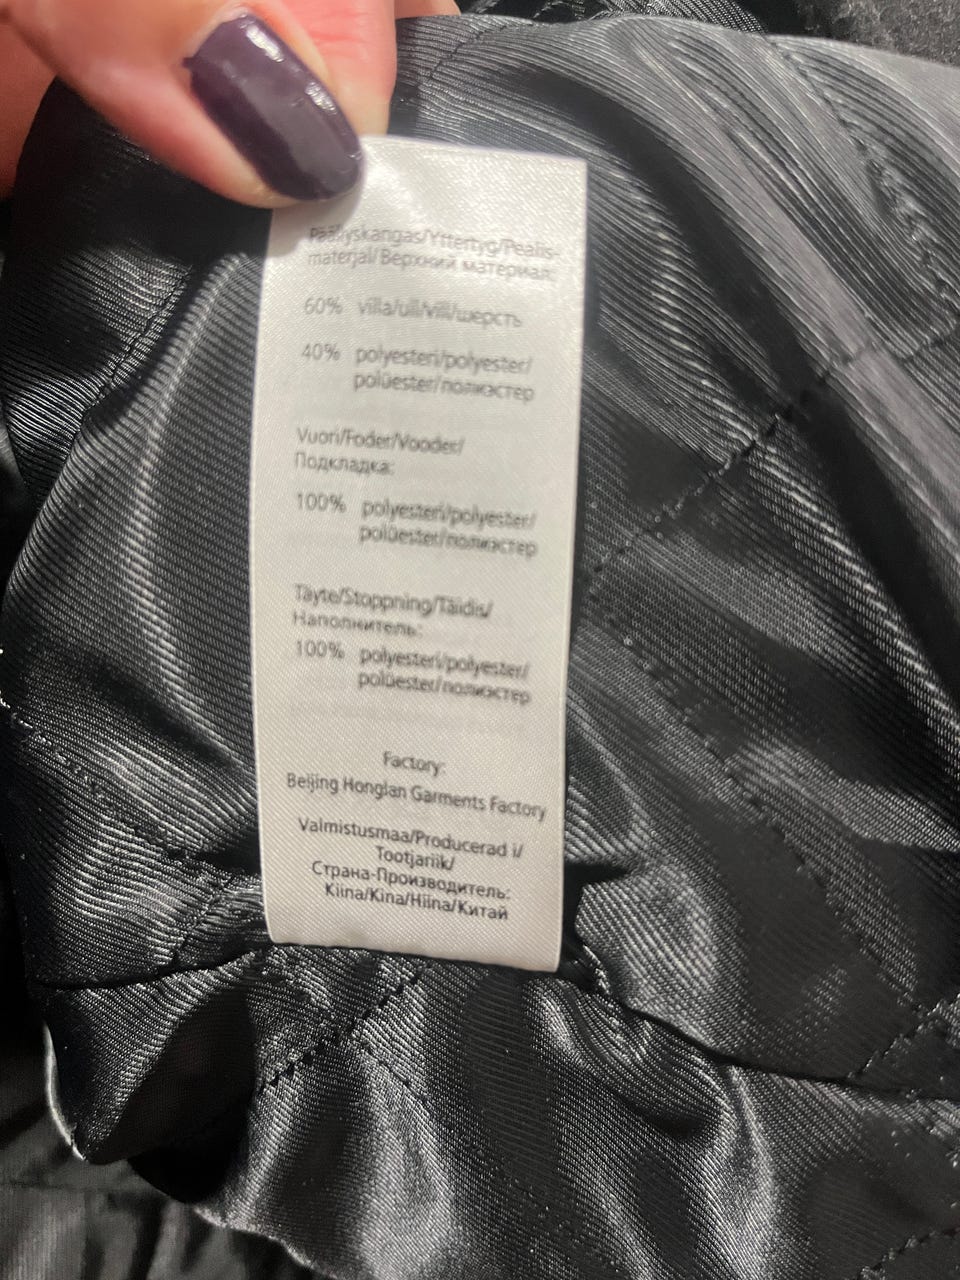 Päällyskangas/Yttertyg/Pealis-
materjal/Верхний материал:
60% villa/ull/vill/шерсть
40% polyesteri/polyester/
polüester/полиэстер
Vuori/Foder/Vooder/
Подкладка:
100% polyesteri/polyester/
polüester/полиэстер
Täyte/Stoppning/Täidis/
Наполнитель:
100% polyesteri/polyester/
polüester/полиэстер
Factory:
Beijing Honglan Garments Factory
Valmistusmaa/Producerad i/
Tootjariik/
Страна-Производитель:
Kiina/Kina/Hiina/Китай